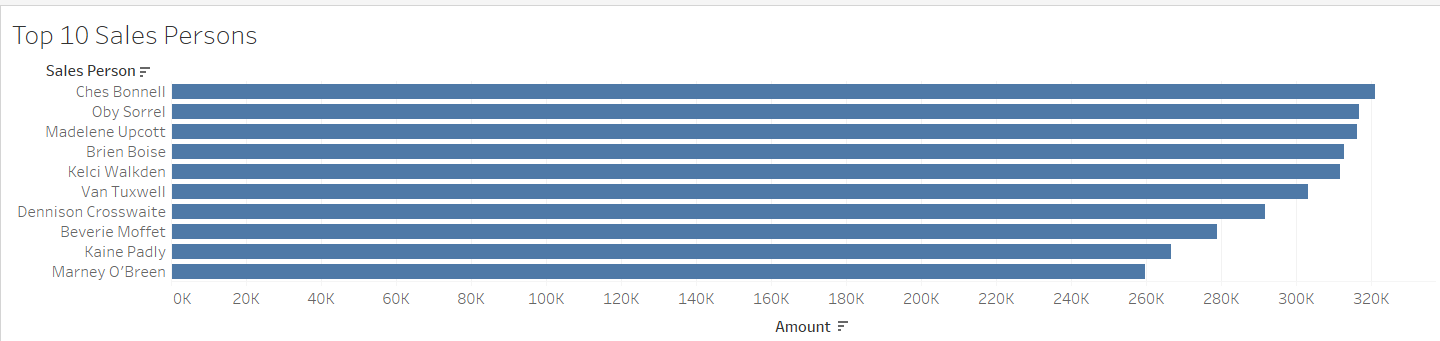 Top 10 Sales Persons
Sales Person
Ches Bonnell
Oby Sorrel
Madelene Upcott
Brien Boise
Kelci Walkden
Van Tuxwell
Dennison Crosswaite
Beverie Moffet
Kaine Padly
Marney O’Breen
0K 20K 40K 60K 80K 100K 120K 140K 160K 180K 200K 220K 240K 260K 280K 300K 320K
Amount